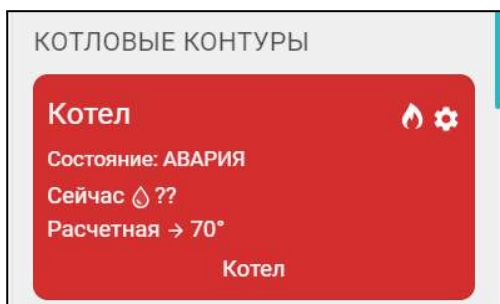 КОТЛОВЫЕ КОНТУРЫ
Котел
Состояние: АВАРИЯ
Сейчас ??
Расчетная → 70°
Котел